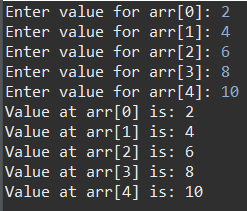 Enter value for arr[0]: 2
Enter value for arr[1]: 4
Enter value for arr[2]: 6
Enter value for arr[3]: 8
Enter value for arr[4]: 10
Value at arr[0] is: 2
Value at arr[1] is: 4
Value at arr[2] is: 6
Value at arr[3] is: 8
Value at arr[4] is: 10